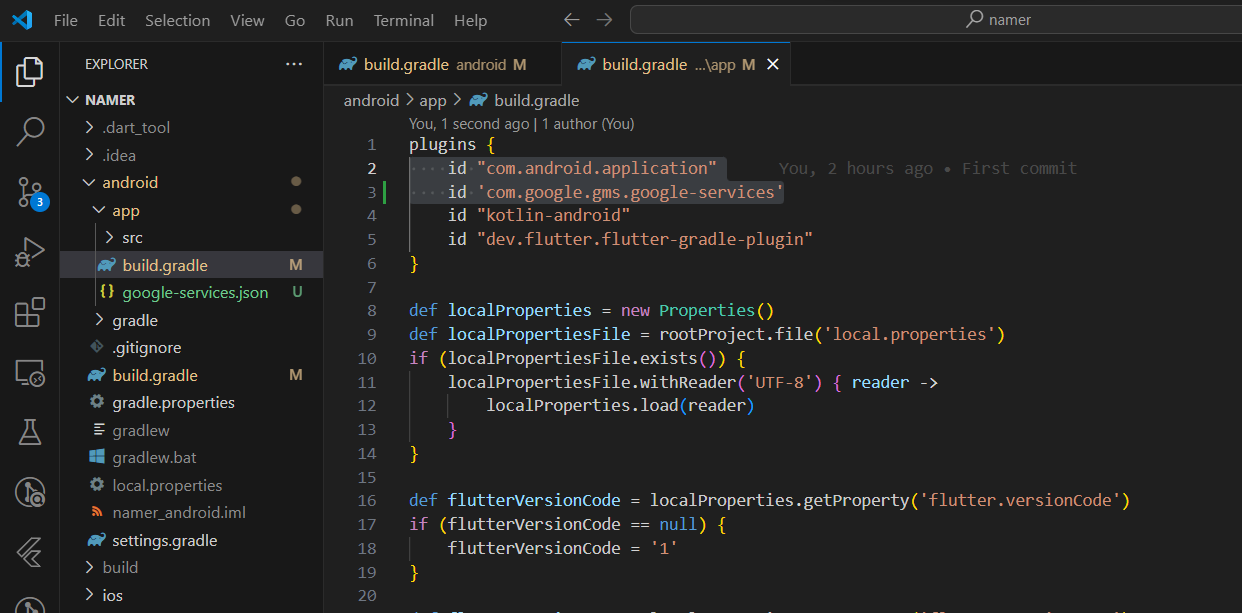 File Edit Selection View Go Run Terminal Help
namer
EXPLORER
NAMER
.dart_tool
.idea
android
app
src
build.gradle M
google-services.json U
gradle
.gitignore
build.gradle M
gradle.properties
gradlew
gradlew.bat
local.properties
namer_android.iml
settings.gradle
build
ios
3
build.gradle android M
build.gradle ...\app M
android > app > build.gradle
You, 1 second ago | 1 author (You)
1 plugins {
2 id "com.android.application" You, 2 hours ago • First commit
3 id 'com.google.gms.google-services'
4 id "kotlin-android"
5 id "dev.flutter.flutter-gradle-plugin"
6 }
7
8 def localProperties = new Properties()
9 def localPropertiesFile = rootProject.file('local.properties')
10 if (localPropertiesFile.exists()) {
11 localPropertiesFile.withReader('UTF-8') { reader ->
12 localProperties.load(reader)
13 }
14 }
15
16 def flutterVersionCode = localProperties.getProperty('flutter.versionCode')
17 if (flutterVersionCode == null) {
18 flutterVersionCode = '1'
19 }
20